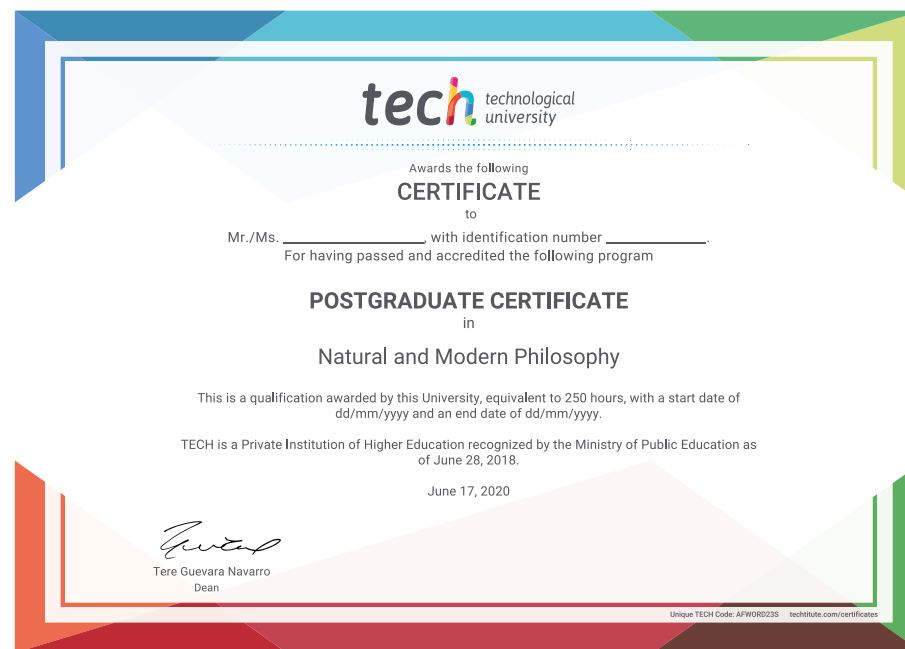 tech technological
university
Awards the following
CERTIFICATE
to
Mr./Ms. _________________, with identification number ____________.
For having passed and accredited the following program
POSTGRADUATE CERTIFICATE
in
Natural and Modern Philosophy
This is a qualification awarded by this University, equivalent to 250 hours, with a start date of
dd/mm/yyyy and an end date of dd/mm/yyyy.
TECH is a Private Institution of Higher Education recognized by the Ministry of Public Education as
of June 28, 2018.
June 17, 2020
Tere Guevara Navarro
Dean
Unique TECH Code: AFWORD23S techtitute.com/certificates